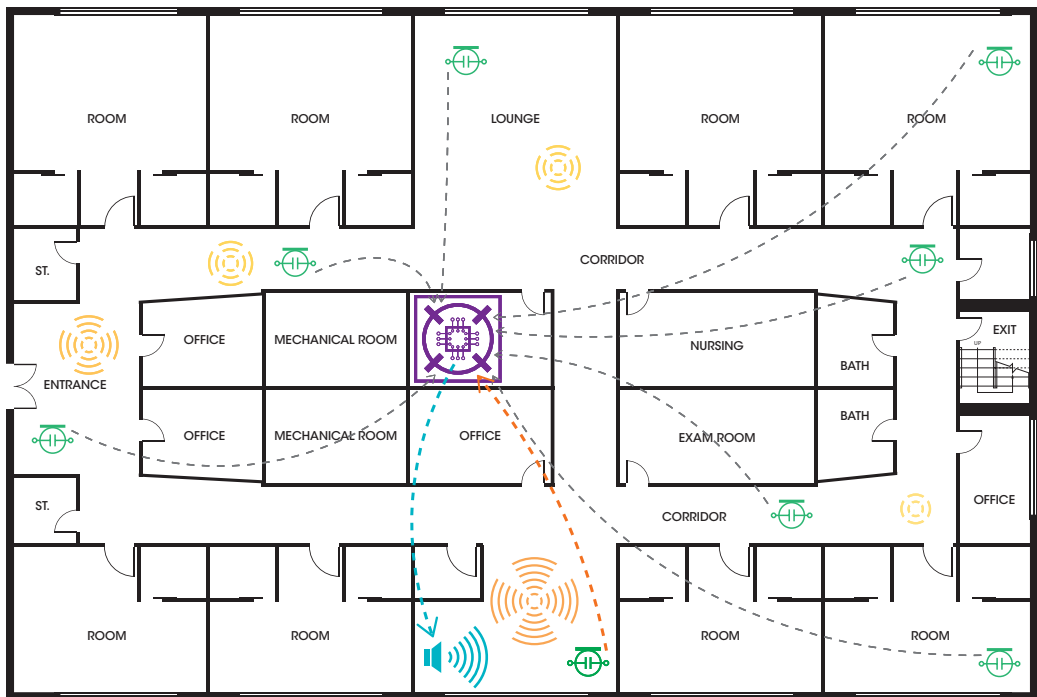 ROOM
ROOM
LOUNGE
ROOM
ROOM
ST.
CORRIDOR
OFFICE
MECHANICAL ROOM
NURSING
BATH
EXIT
UP
ENTRANCE
OFFICE
MECHANICAL ROOM
OFFICE
EXAM ROOM
BATH
ST.
CORRIDOR
OFFICE
ROOM
ROOM
ROOM
ROOM